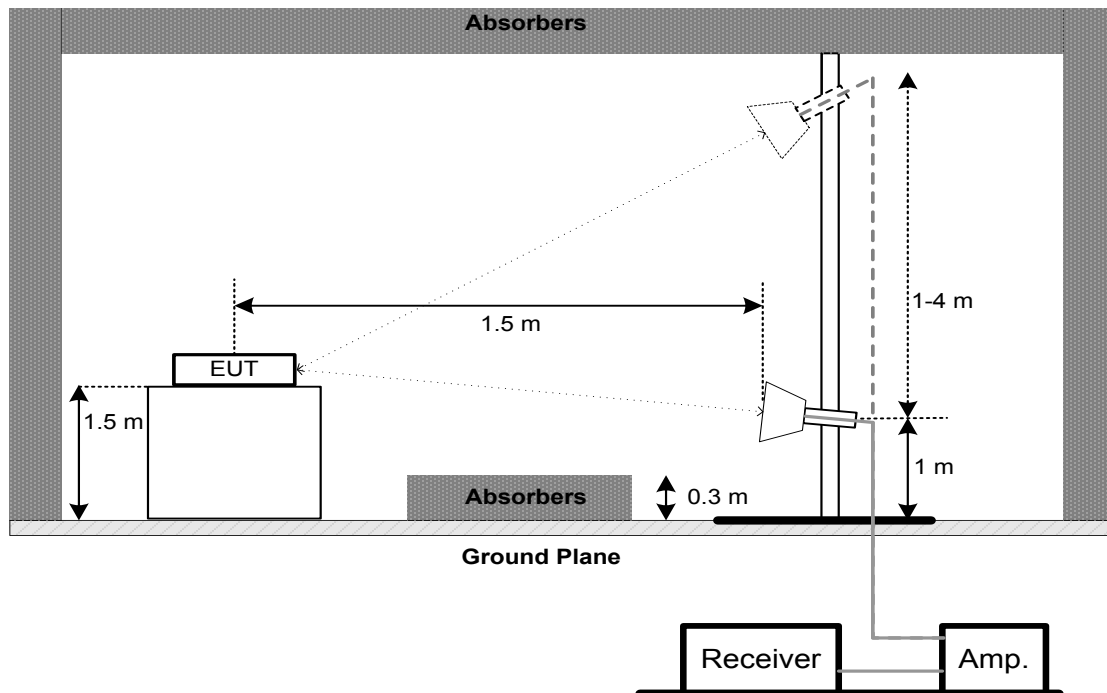 Absorbers
1-4 m
1.5 m
EUT
1.5 m
1 m
Absorbers
0.3 m
Ground Plane
Receiver
Amp.